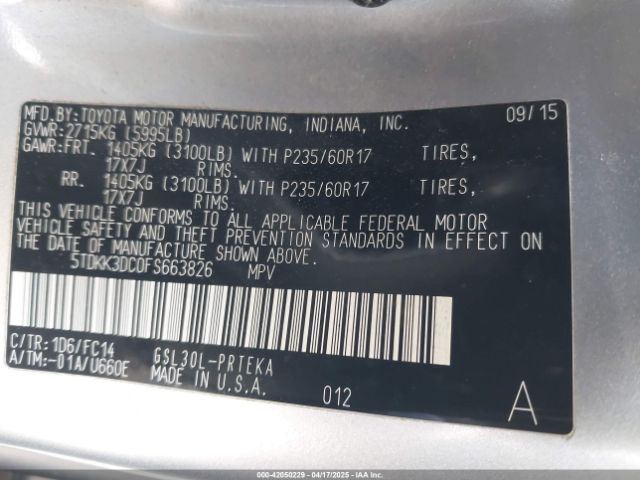 MFD.BY:TOYOTA MOTOR MANUFACTURING, INDIANA, INC. 09/15
GVWR:2715KG (5995LB)
GAWR:FRT. 1405KG (3100LB) WITH P235/60R17 TIRES,
17X7J RIMS.
RR. 1405KG (3100LB) WITH P235/60R17 TIRES,
17X7J RIMS.
THIS VEHICLE CONFORMS TO ALL APPLICABLE FEDERAL MOTOR
VEHICLE SAFETY AND THEFT PREVENTION STANDARDS IN EFFECT ON
THE DATE OF MANUFACTURE SHOWN ABOVE.
5TDKK3DC0FS663826 MPV
C/TR:1D6/FC14 GSL30L-PRTEKA
A/TM:-01A/U660E MADE IN U.S.A.
012 A
000-42050229 - 04/17/2025 - IAAI.COM